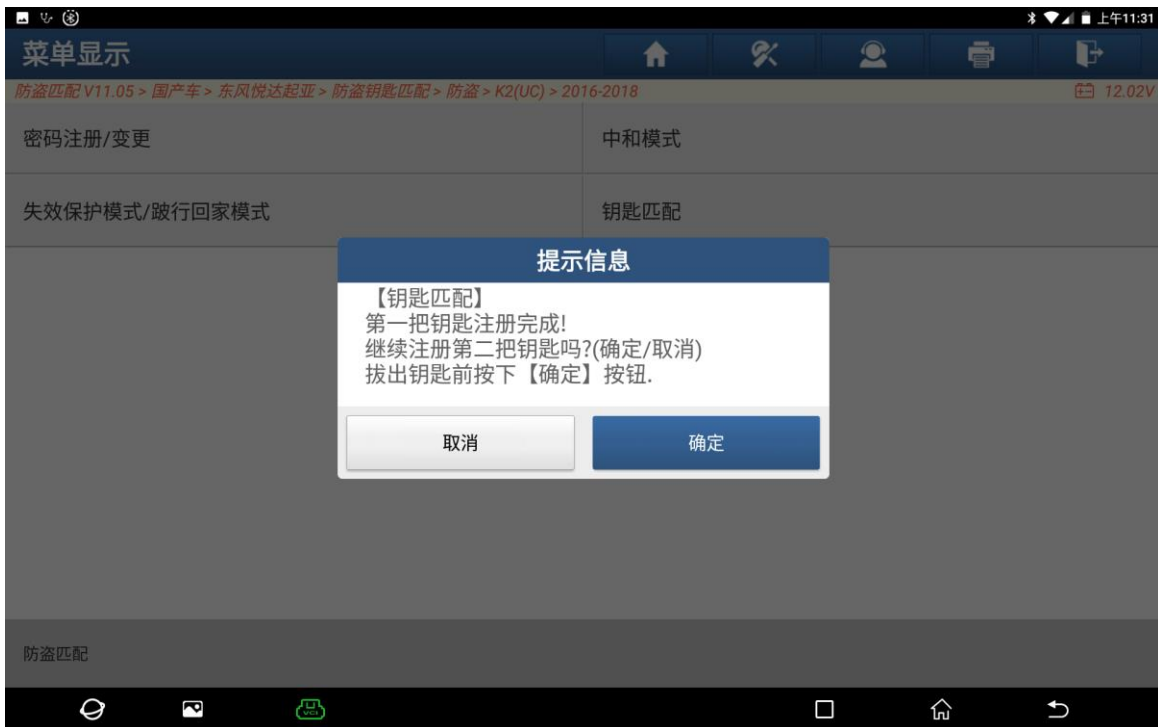 上午11:31
菜单显示
防盗匹配 V11.05 > 国产车 > 东风悦达起亚 > 防盗钥匙匹配 > 防盗 > K2(UC) > 2016-2018
12.02V
密码注册/变更
中和模式
失效保护模式/跛行回家模式
钥匙匹配
提示信息
【钥匙匹配】
第一把钥匙注册完成!
继续注册第二把钥匙吗?(确定/取消)
拔出钥匙前按下【确定】按钮.
取消
确定
防盗匹配
VCI